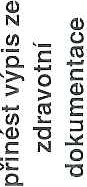 přinést výpis ze
zdravotní
dokumentace